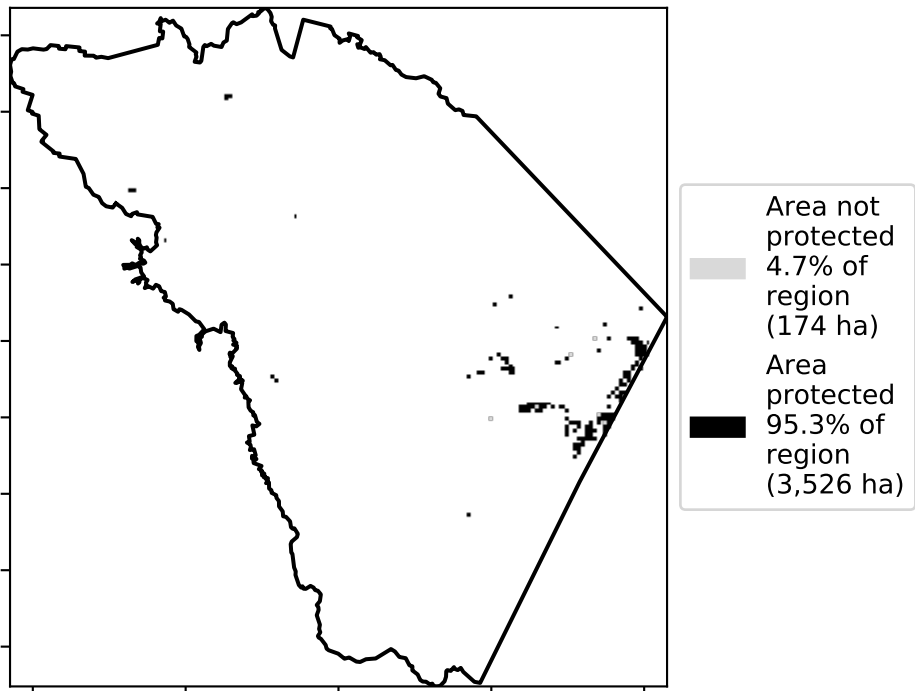 Area not
protected
4.7% of
region
(174 ha)
Area
protected
95.3% of
region
(3,526 ha)